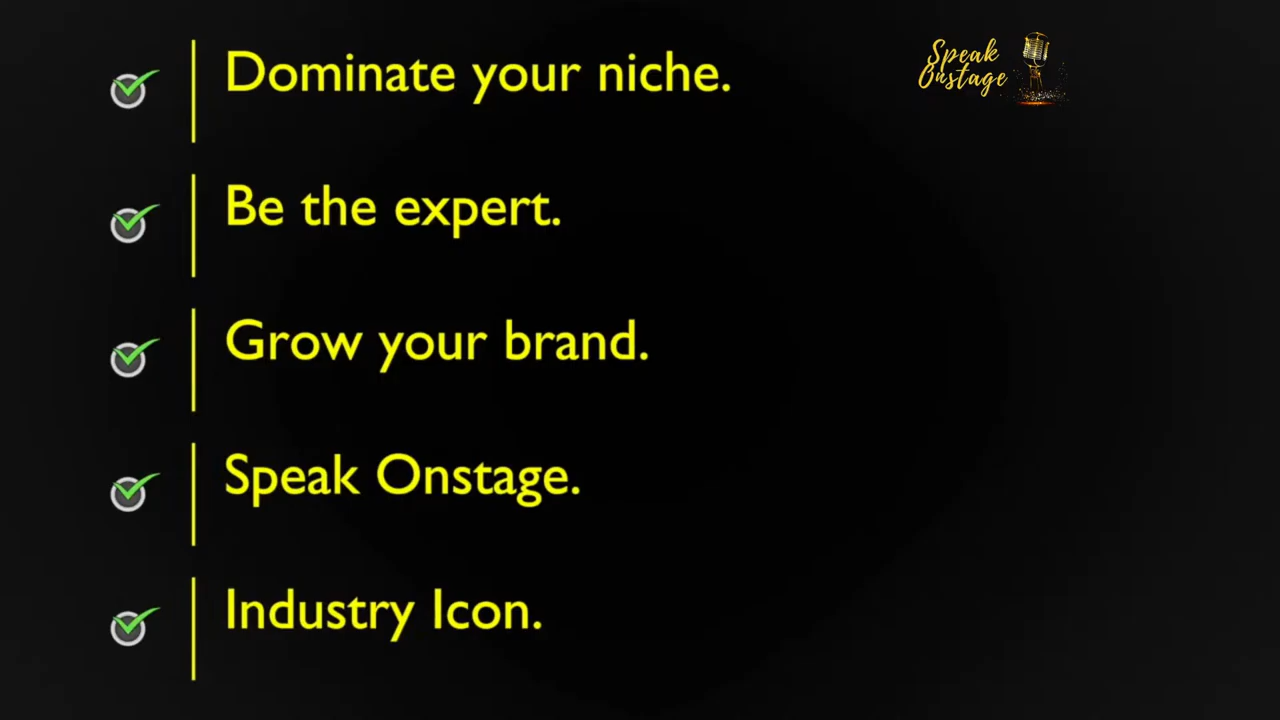 Dominate your niche.
Speak
Onstage
Be the expert.
Grow your brand.
Speak Onstage.
Industry Icon.